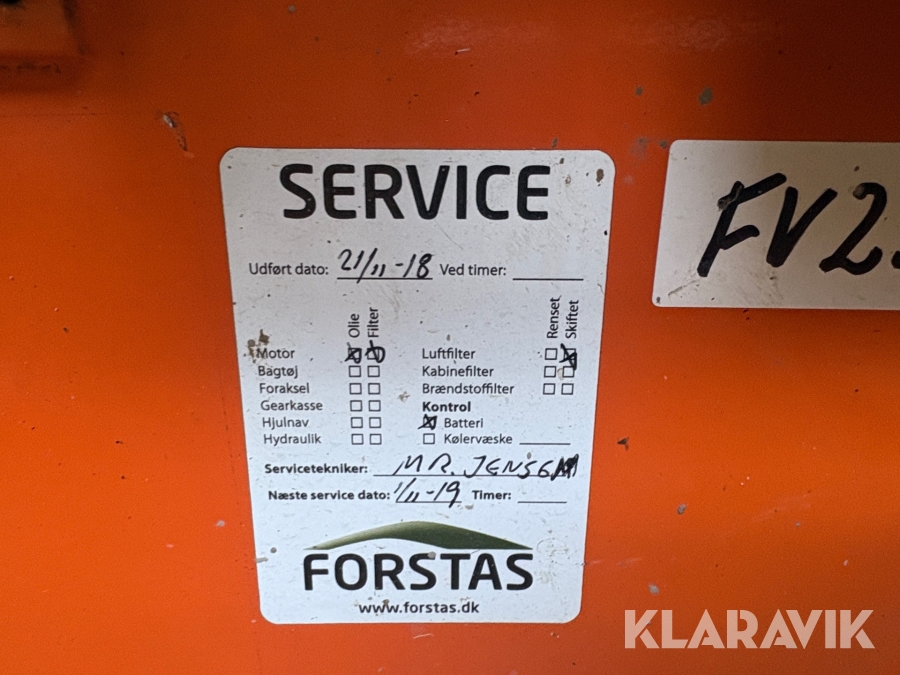 SERVICE
Udført dato: 21/11-18 Ved timer:
Olie Filter Renset Skiftet
Motor Luftfilter
Bagtøj Kabinefilter
Foraksel Brændstoffilter
Gearkasse Kontrol
Hjulnav Batteri
Hydraulik Kølervæske
Servicetekniker: MR. JENSEN
Næste service dato: 1/11-19 Timer:
FORSTAS
www.forstas.dk
FV2
KLARAVIK